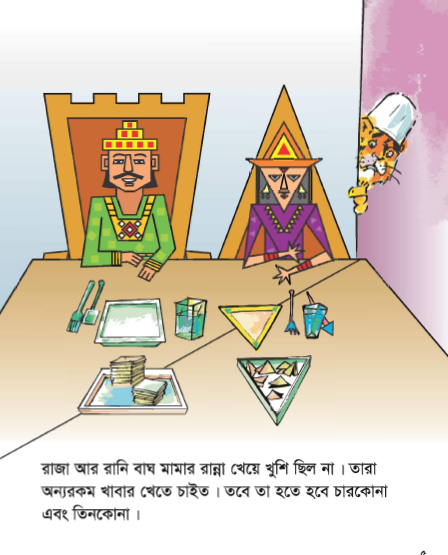 রাজা আর রানি বাঘ মামার রান্না খেয়ে খুশি ছিল না । তারা
অন্যরকম খাবার খেতে চাইত । তবে তা হতে হবে চারকোনা
এবং তিনকোনা ।